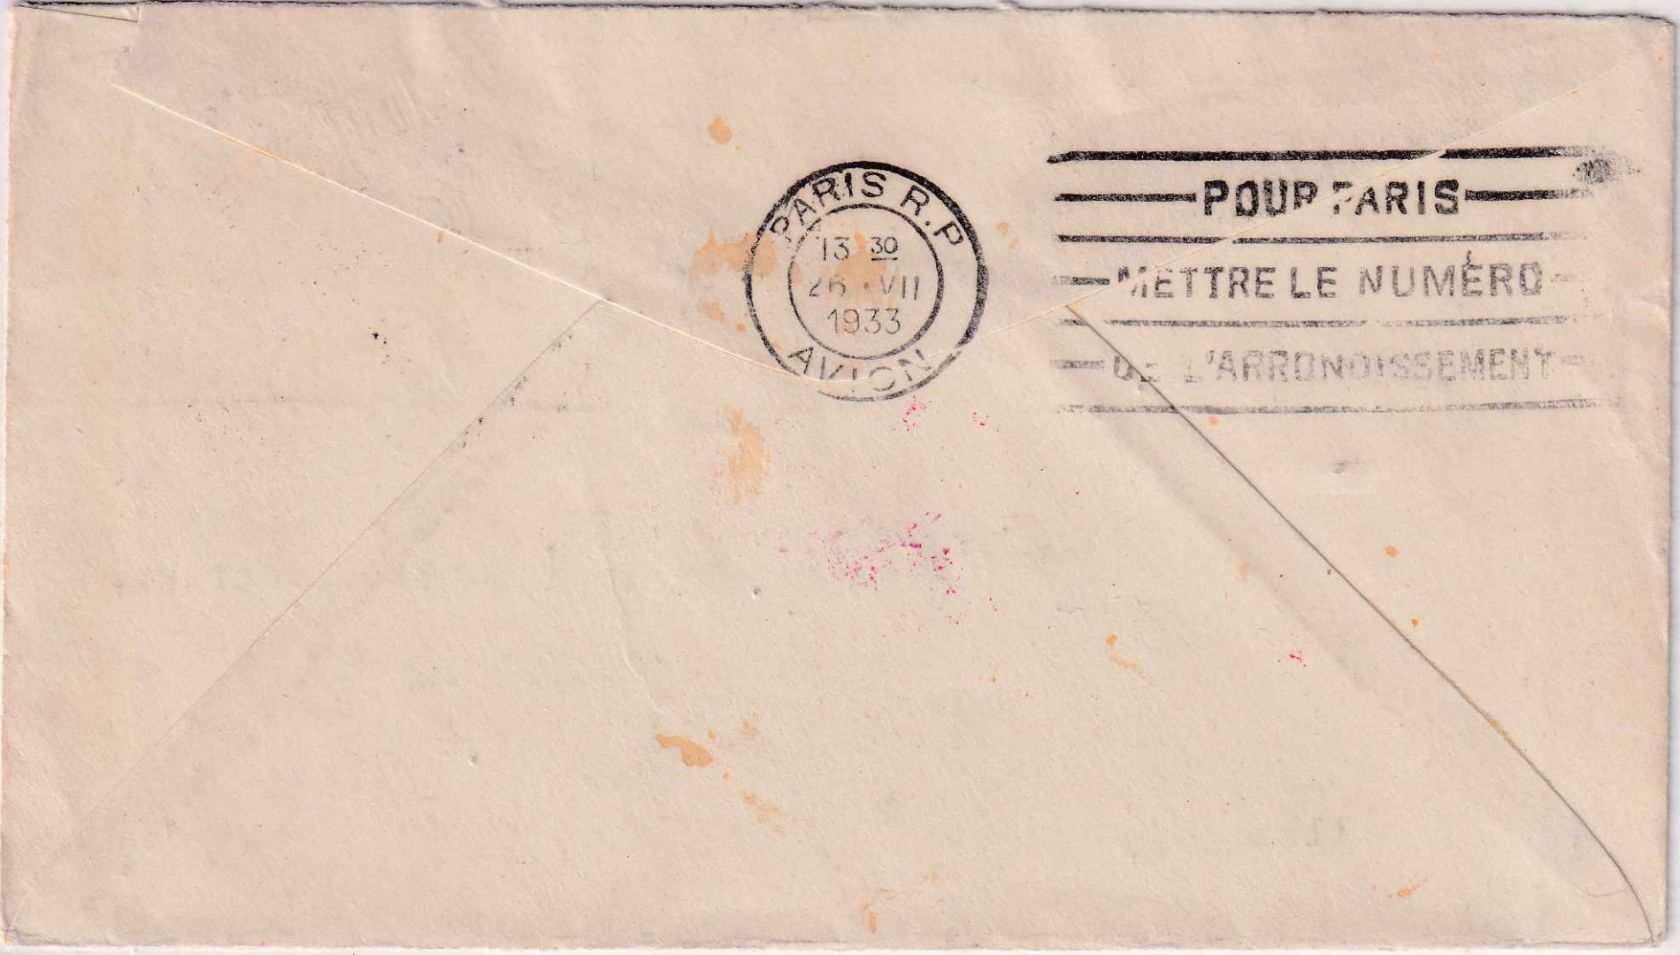 PARIS R.P
13 30
26 · VII
1933
AVION
POUR PARIS
METTRE LE NUMÉRO
DE L'ARRONDISSEMENT